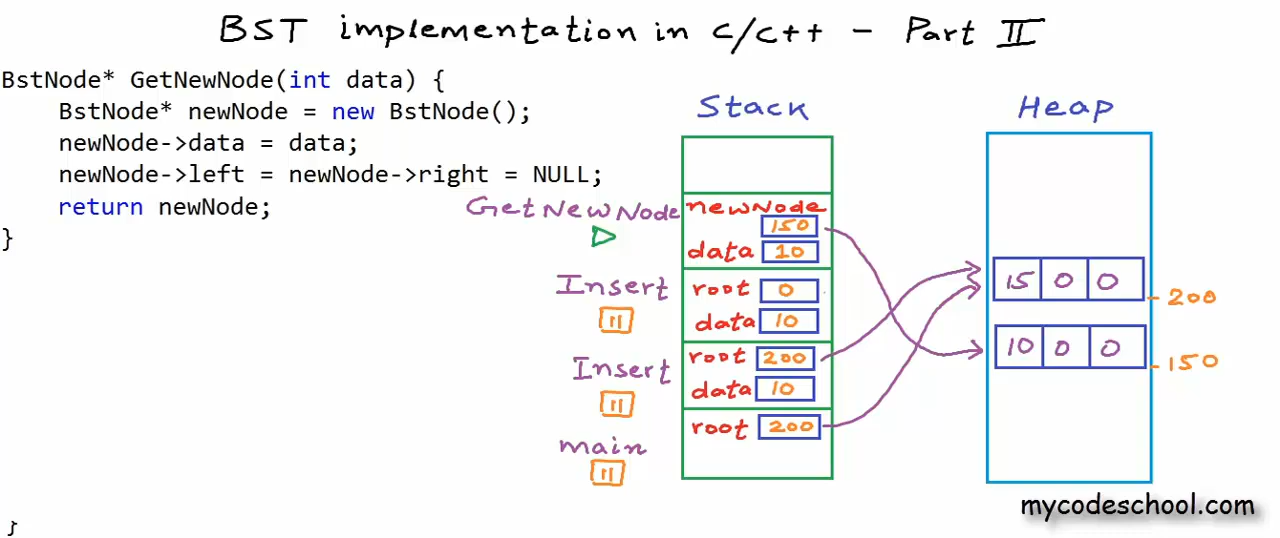 BST implementation in C/C++ - Part II
BstNode* GetNewNode(int data) {
BstNode* newNode = new BstNode();
newNode->data = data;
newNode->left = newNode->right = NULL;
return newNode;
}
}
Stack
GetNewNode
newNode
150
data 10
Insert
root 0
data 10
Insert
root 200
data 10
main
root 200
Heap
15 0 0
200
10 0 0
150
mycodeschool.com